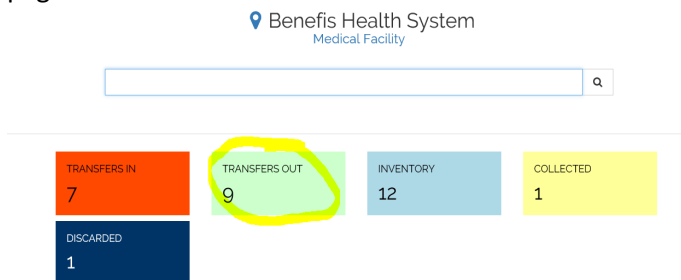 Benefis Health System
Medical Facility
TRANSFERS IN
7
TRANSFERS OUT
9
INVENTORY
12
COLLECTED
1
DISCARDED
1